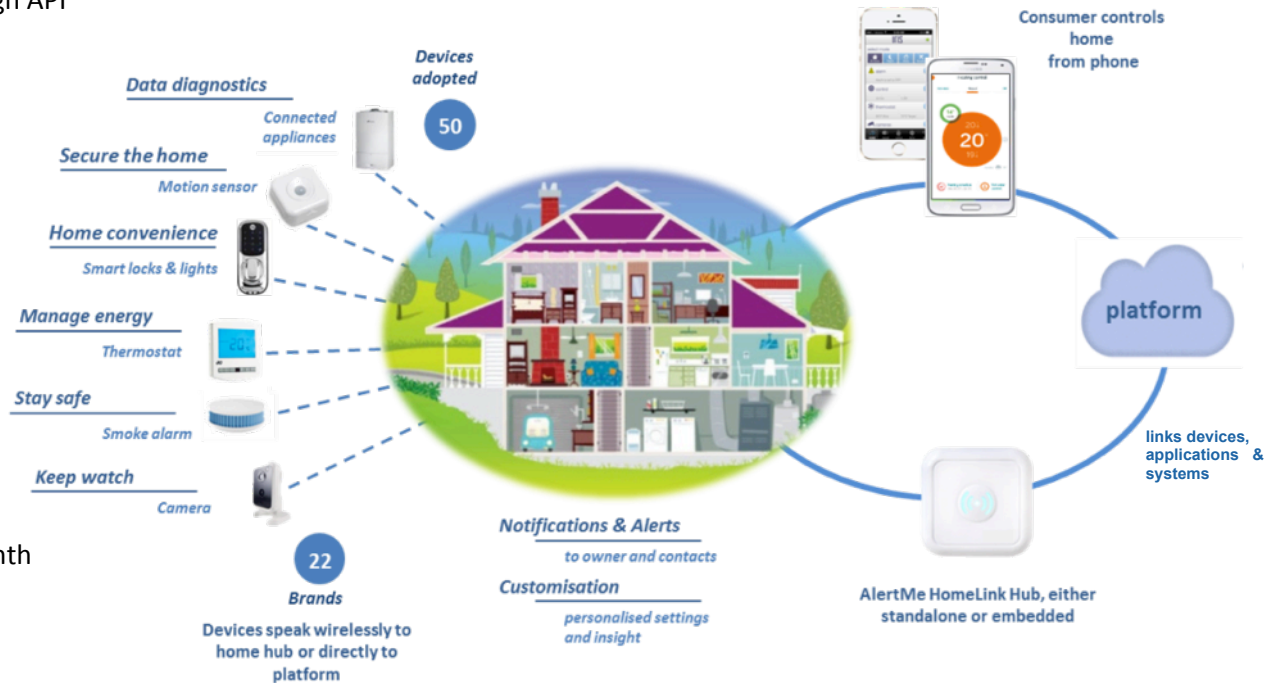 gh API
Devices
adopted
50
Data diagnostics
Connected
appliances
Secure the home
Motion sensor
Home convenience
Smart locks & lights
Manage energy
Thermostat
Stay safe
Smoke alarm
Keep watch
Camera
nth
22
Brands
Devices speak wirelessly to
home hub or directly to
platform
Notifications & Alerts
to owner and contacts
Customisation
personalised settings
and insight
Consumer controls
home
from phone
20
platform
links devices,
applications &
systems
AlertMe HomeLink Hub, either
standalone or embedded